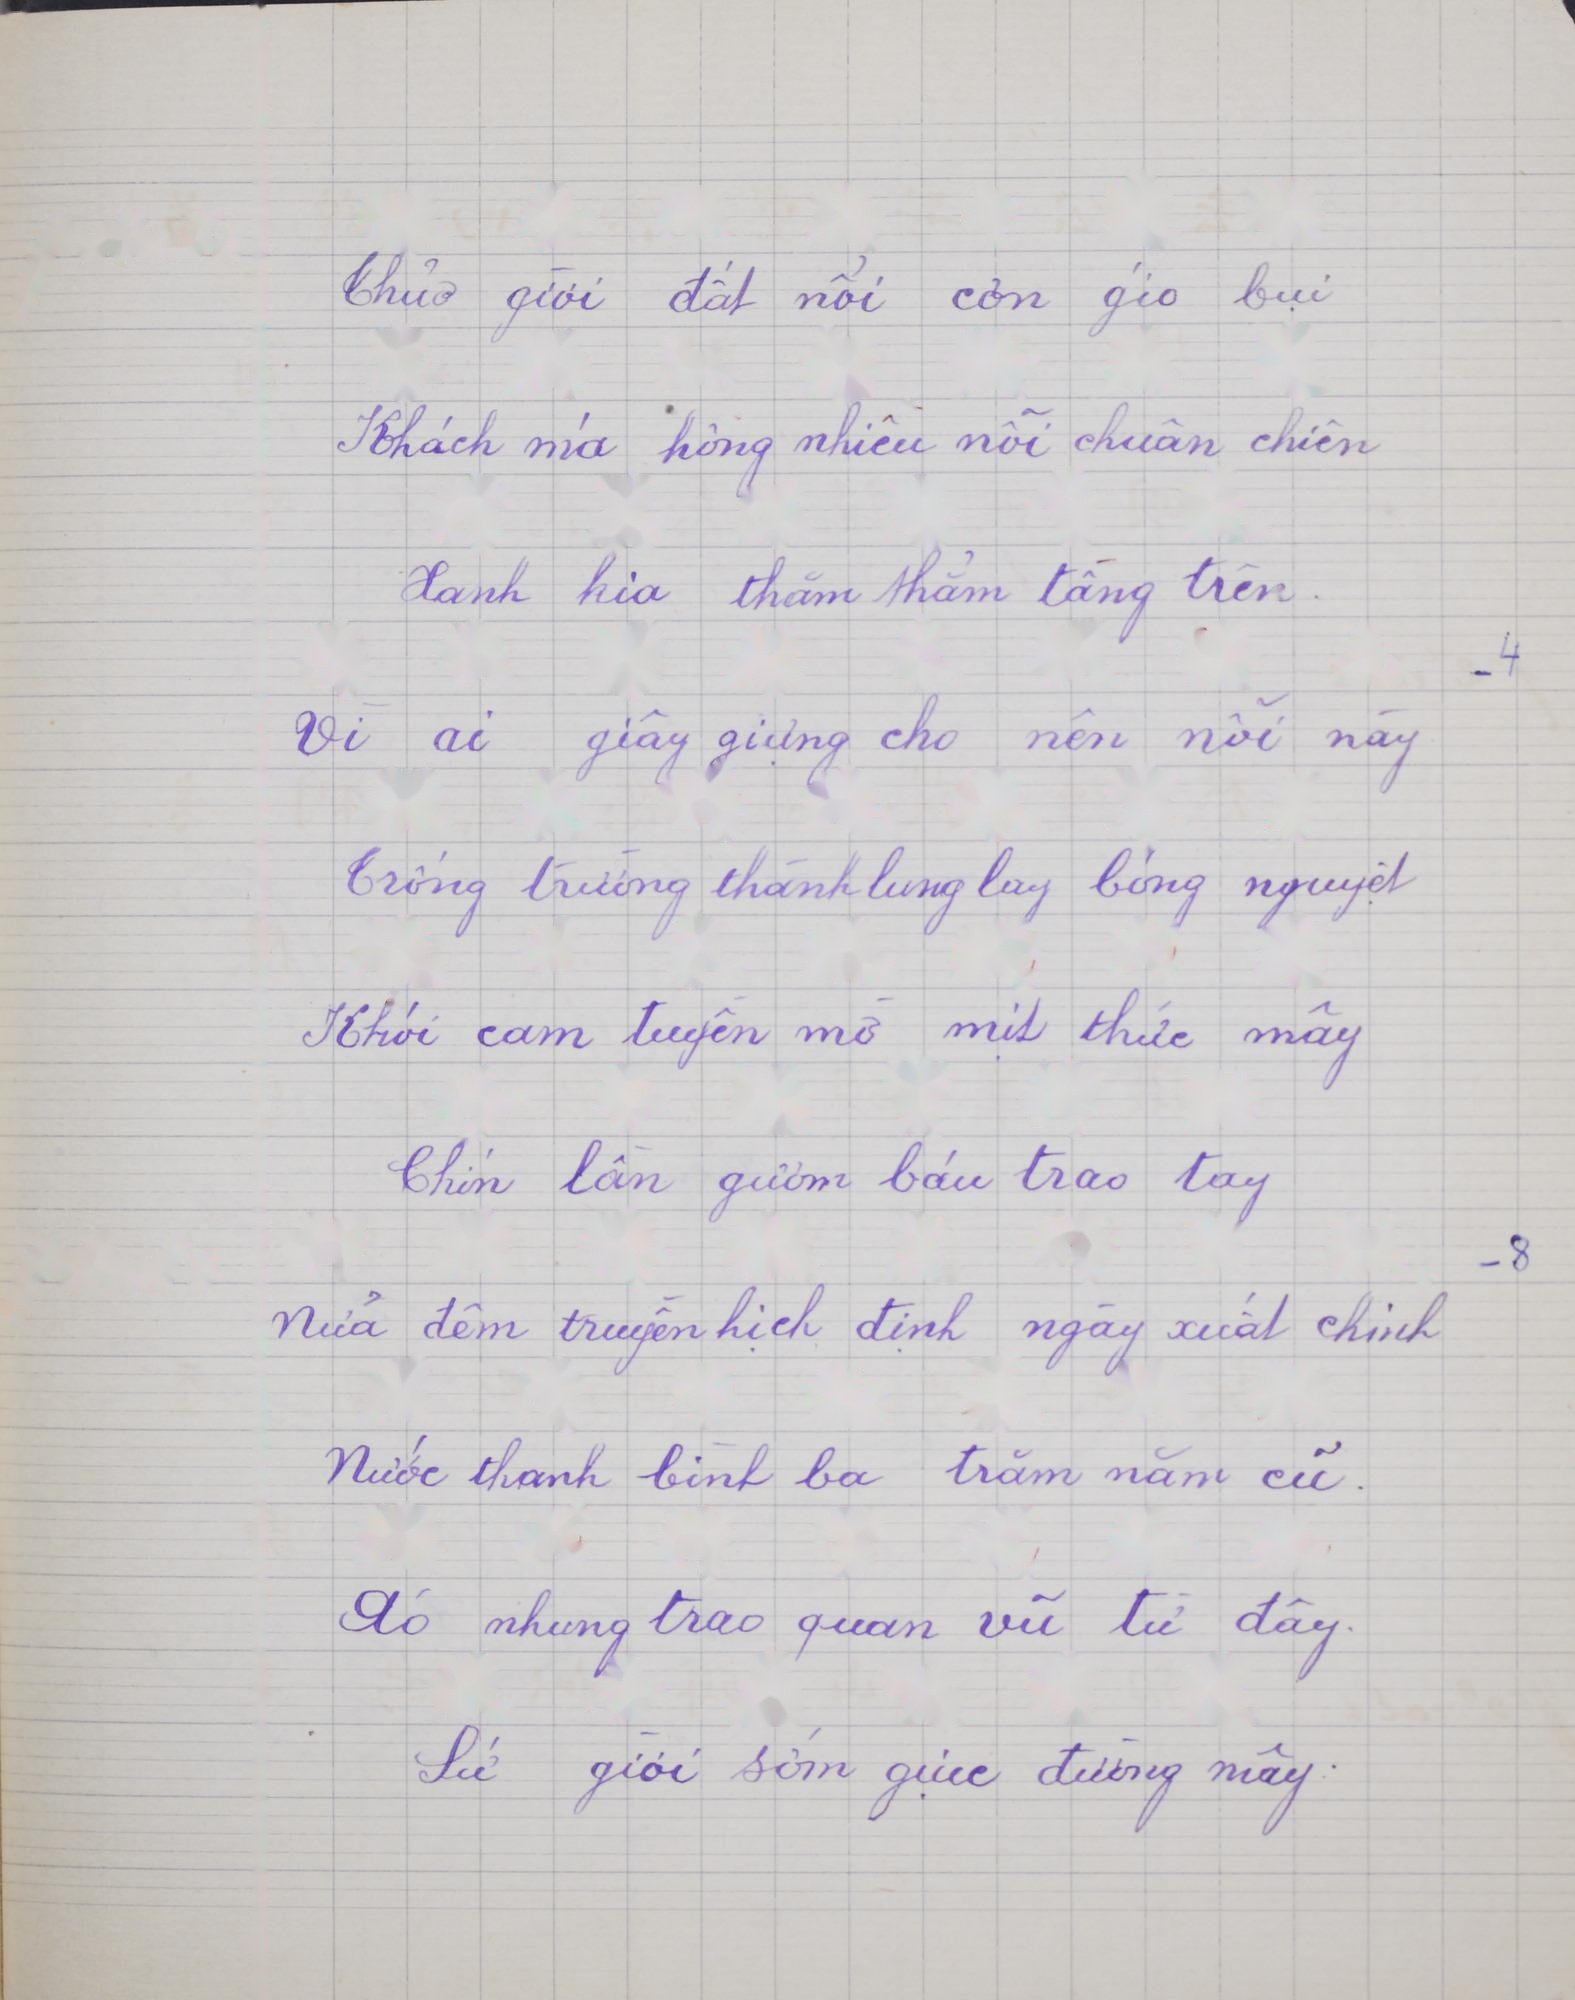 Thủơ giời đất nổi cơn gío bụi
Khách má hồng nhiều nỗi chuân chiên
Xanh kia thăm thẳm tầng trên.
-4
Vì ai giây giựng cho nên nỗi này
Trống trường thành lung lay bóng nguyệt
Khói cam tuyền mờ mịt thức mây
Chín lần gươm báu trao tay
-8
Nửả đêm truyền hịch định ngày xuất chinh
Nước thanh bình ba trăm năm cũ.
Áó nhung trao quan vũ từ đây.
Sứ giời sớm giục đường mây: